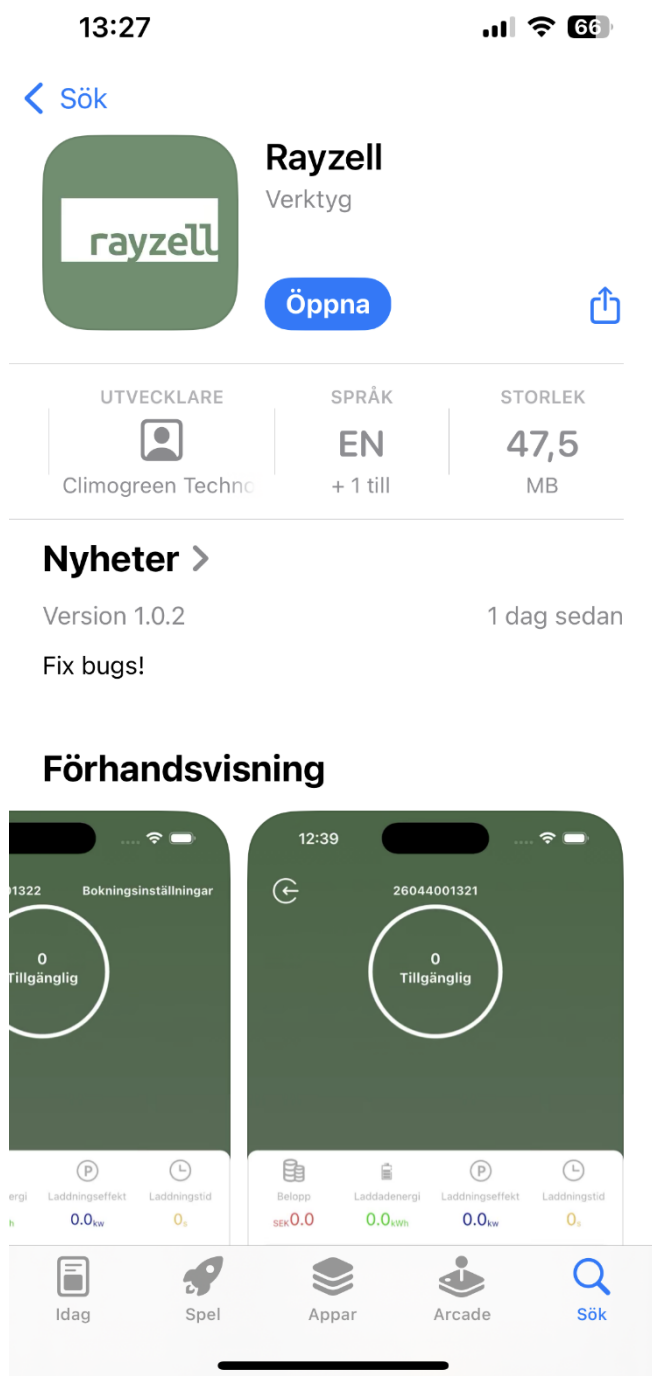 13:27
66
Sök
Rayzell
rayzell
Verktyg
Öppna
UTVECKLARE
SPRÅK
STORLEK
EN
47,5
Climogreen Techno
+ 1 till
MB
Nyheter
Version 1.0.2
1 dag sedan
Fix bugs!
Förhandsvisning
12:39
01322
Bokningsinställningar
26044001321
0
Tillgänglig
0
Tillgänglig
P
P
ergi
Laddningseffekt
Laddningstid
Belopp
Laddadenergi
Laddningseffekt
Laddningstid
h
0.0kw
0s
SEK0.0
0.0kWh
0.0kw
0s
Idag
Spel
Appar
Arcade
Sök